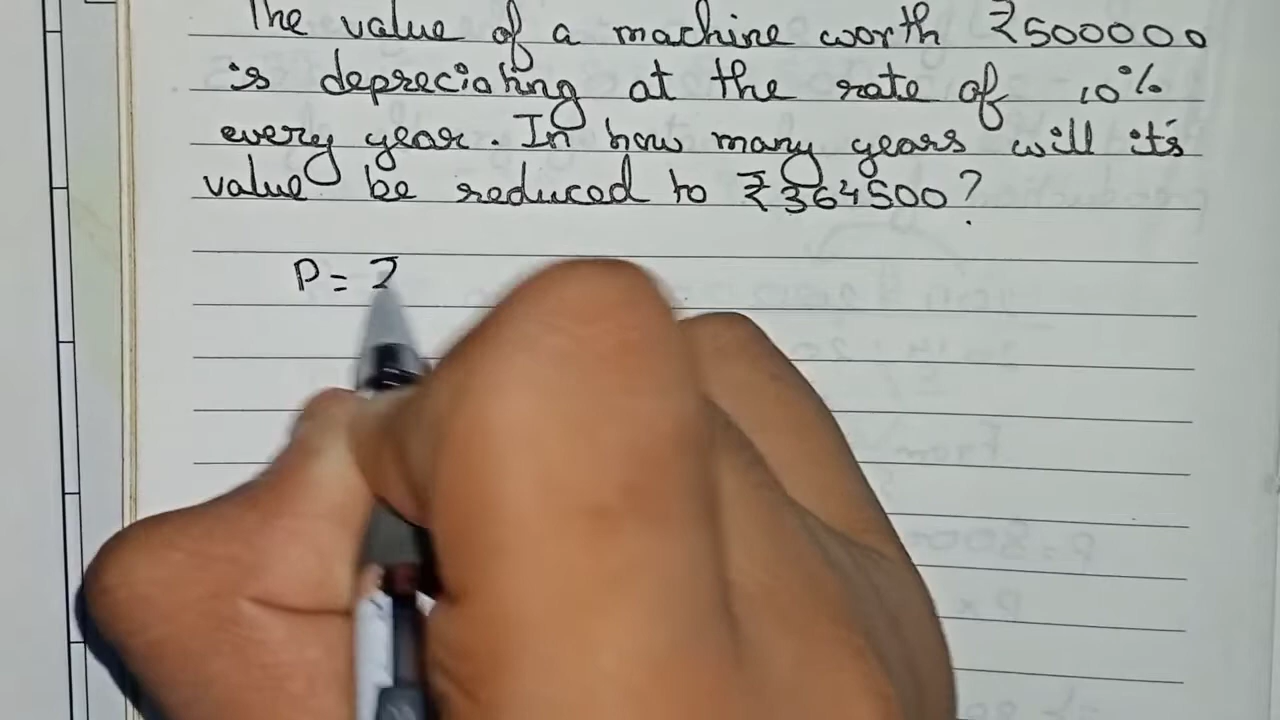 The value of a machine worth ₹500000
is depreciating at the rate of 10%
every year. In how many years will it's
value be reduced to ₹364500?
P =